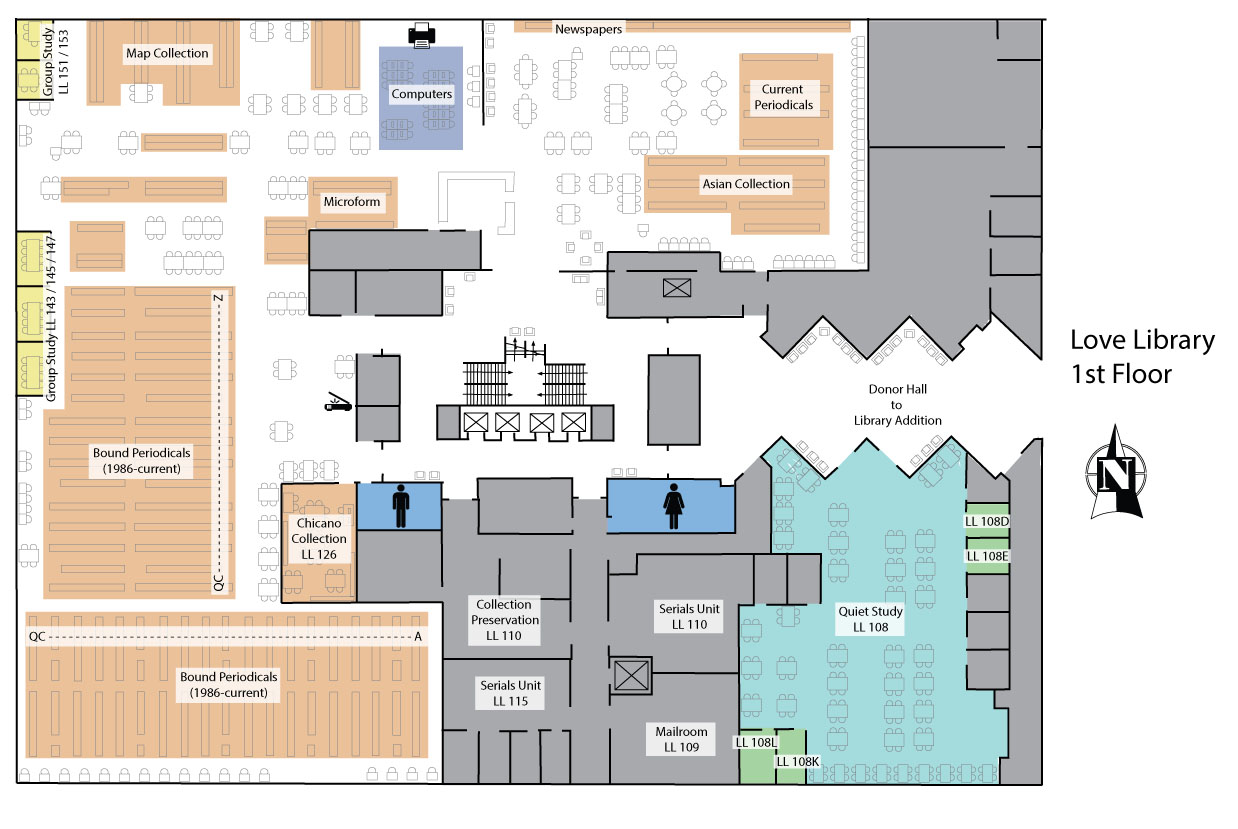 Group Study
LL 151 / 153
Map Collection
Computers
Newspapers
Current
Periodicals
Asian Collection
Microform
Group Study LL 143 / 145 / 147
Z
QC
Bound Periodicals
(1986-current)
Love Library
1st Floor
Donor Hall
to
Library Addition
N
Chicano
Collection
LL 126
LL 108D
LL 108E
Collection
Preservation
LL 110
Serials Unit
LL 110
Quiet Study
LL 108
QC
A
Bound Periodicals
(1986-current)
Serials Unit
LL 115
Mailroom
LL 109
LL 108L
LL 108K